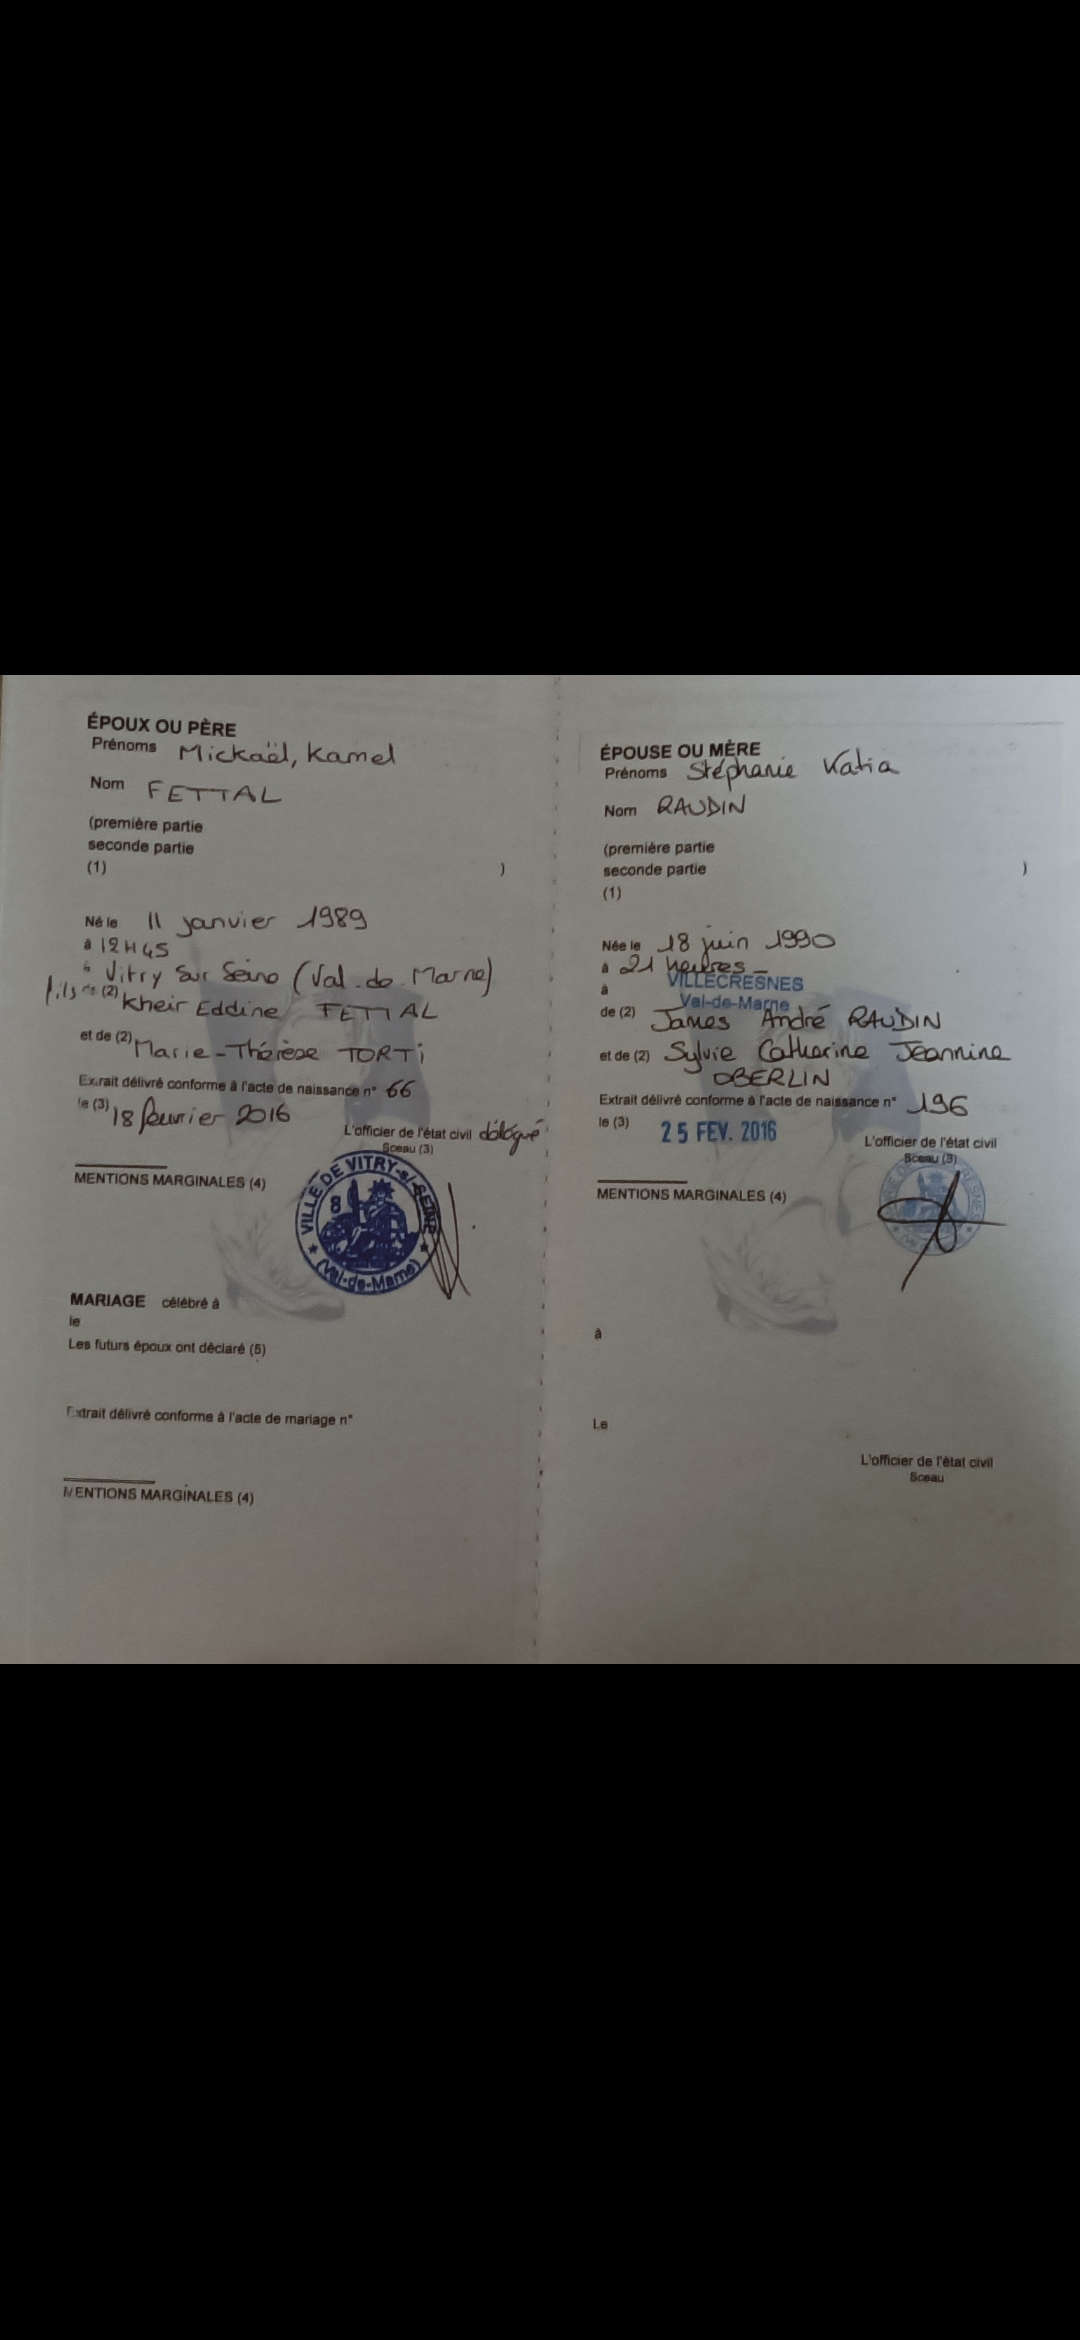 ÉPOUX OU PÈRE
Prénoms Mickaël, Kamel
Nom FETTAL
(première partie
seconde partie
(1) )
Né le 11 janvier 1989
à 12H45
à Vitry Sur Seine (Val.de.Marne)
fils de (2) Kheir Eddine FETTAL
et de (2) Marie-Thérèse TORTi
Extrait délivré conforme à l'acte de naissance n° 66
le (3) 18 février 2016
L'officier de l'état civil délégué
Sceau (3)
VILLE DE VITRY-s/-SEINE
8
(Val-de-Marne)
MENTIONS MARGINALES (4)
MARIAGE célébré à
le
Les futurs époux ont déclaré (5)
Extrait délivré conforme à l'acte de mariage n°
MENTIONS MARGINALES (4)
ÉPOUSE OU MÈRE
Prénoms Stéphanie Katia
Nom RAUDIN
(première partie
seconde partie )
(1)
Née le 18 juin 1990
à 21 heures_
à VILLECRESNES
Val-de-Marne
de (2) James André RAUDIN
et de (2) Sylvie Catherine Jeannine
OBERLIN
Extrait délivré conforme à l'acte de naissance n° 196
le (3) 25 FEV. 2016
L'officier de l'état civil
Sceau (3)
MENTIONS MARGINALES (4)
à
Le
L'officier de l'état civil
Sceau